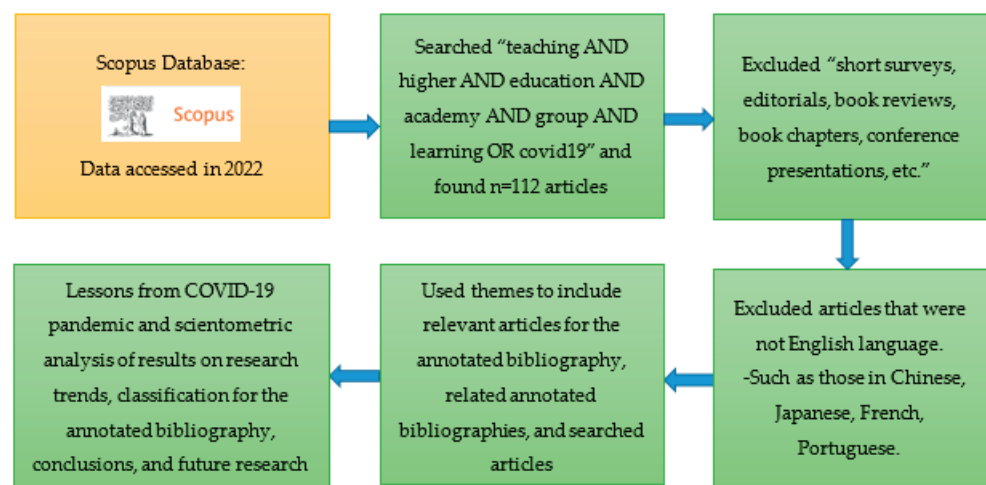 Scopus Database:
Scopus
Data accessed in 2022
Searched “teaching AND
higher AND education AND
academy AND group AND
learning OR covid19” and
found n=112 articles
Excluded “short surveys,
editorials, book reviews,
book chapters, conference
presentations, etc.”
Excluded articles that were
not English language.
-Such as those in Chinese,
Japanese, French,
Portuguese.
Used themes to include
relevant articles for the
annotated bibliography,
related annotated
bibliographies, and searched
articles
Lessons from COVID-19
pandemic and scientometric
analysis of results on research
trends, classification for the
annotated bibliography,
conclusions, and future research